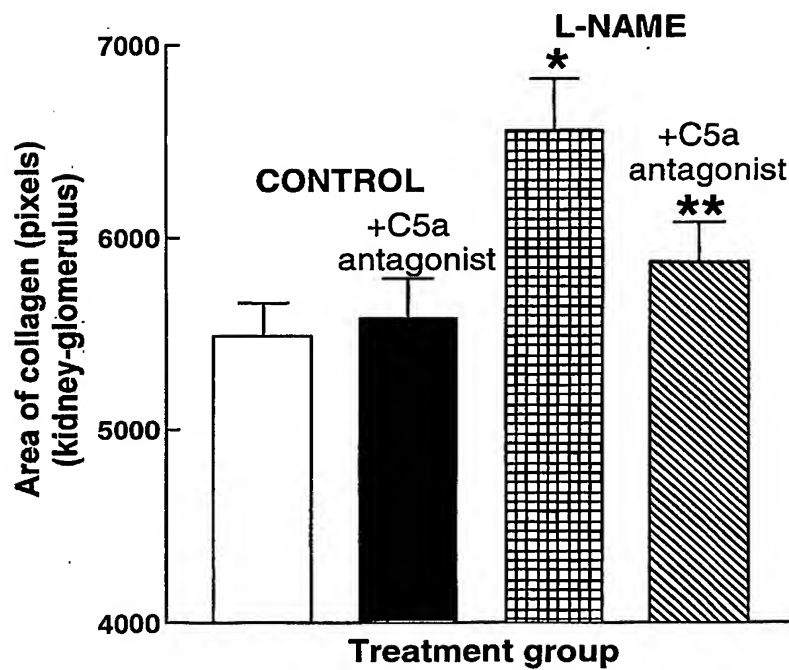 L-NAME
*
+C5a
antagonist
**
CONTROL
+C5a
antagonist
7000
6000
5000
4000
Area of collagen (pixels)
(kidney-glomerulus)
Treatment group